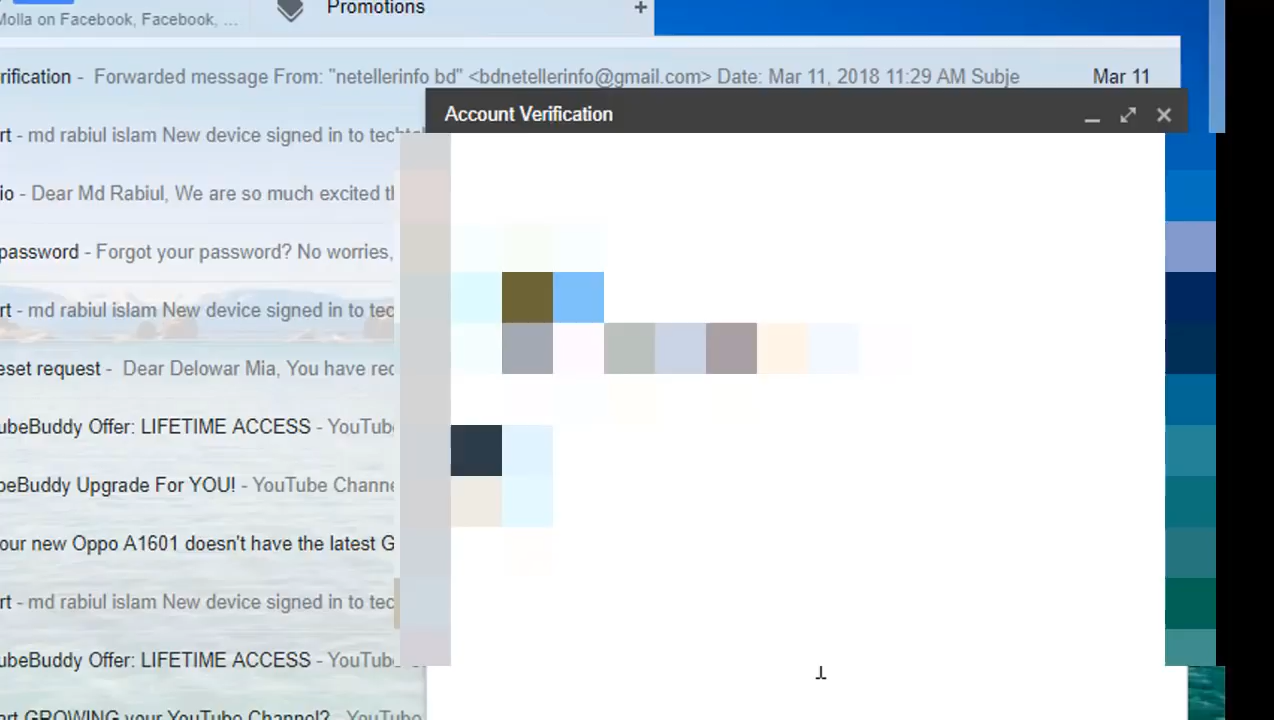 Molla on Facebook, Facebook, ...
Promotions
+
rification - Forwarded message From: "netellerinfo bd" <bdnetellerinfo@gmail.com> Date: Mar 11, 2018 11:29 AM Subje Mar 11
Account Verification
rt - md rabiul islam New device signed in to tec
io - Dear Md Rabiul, We are so much excited th
password - Forgot your password? No worries,
rt - md rabiul islam New device signed in to tec
eset request - Dear Delowar Mia, You have rec
ubeBuddy Offer: LIFETIME ACCESS - YouTub
beBuddy Upgrade For YOU! - YouTube Channe
our new Oppo A1601 doesn't have the latest G
rt - md rabiul islam New device signed in to tec
ubeBuddy Offer: LIFETIME ACCESS - YouTub
art GROWING your YouTube Channel? - YouTube